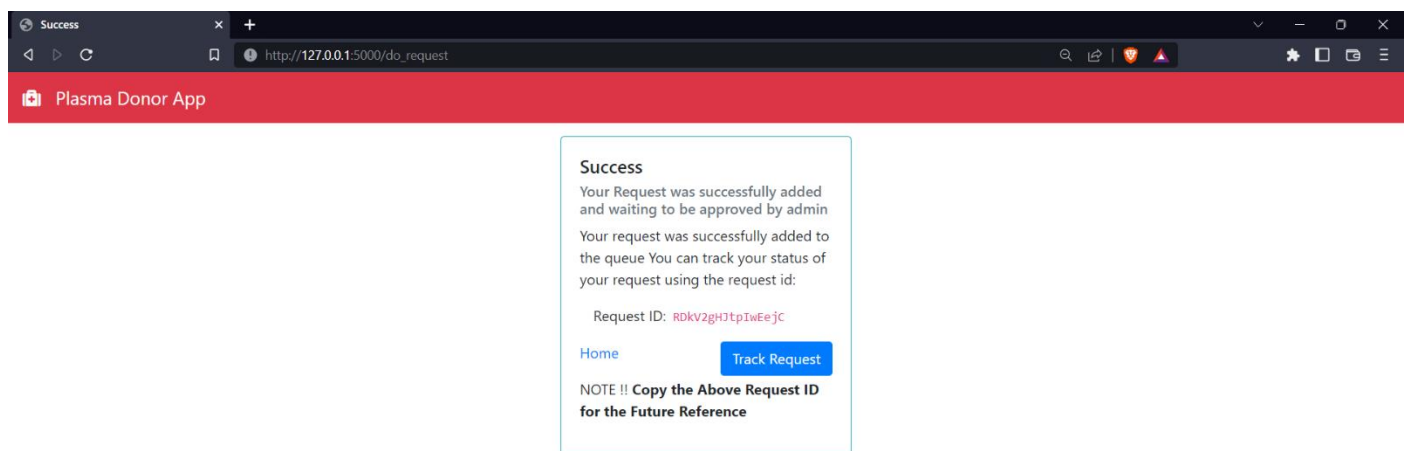 Success
http://127.0.0.1:5000/do_request
Plasma Donor App
Success
Your Request was successfully added
and waiting to be approved by admin
Your request was successfully added to
the queue You can track your status of
your request using the request id:
Request ID: RDkV2gHJtpIwEejC
Home
Track Request
NOTE !! Copy the Above Request ID
for the Future Reference